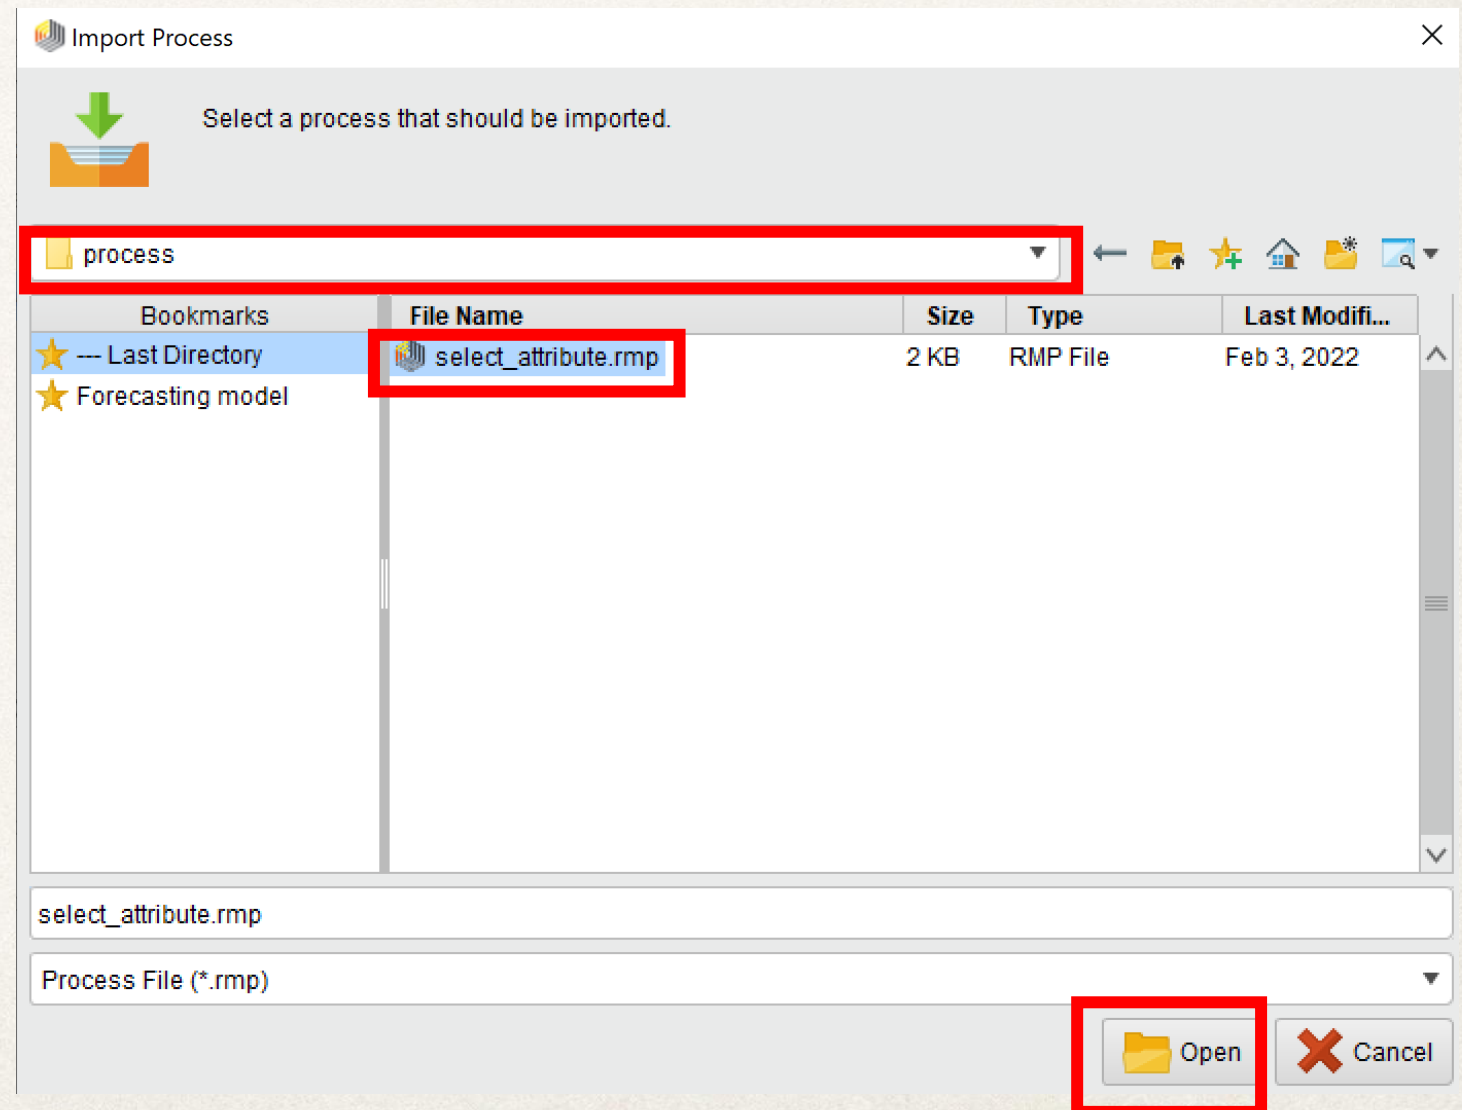 Import Process
Select a process that should be imported.
process
Bookmarks
File Name Size Type Last Modifi...
--- Last Directory
select_attribute.rmp 2 KB RMP File Feb 3, 2022
Forecasting model
select_attribute.rmp
Process File (*.rmp)
Open Cancel